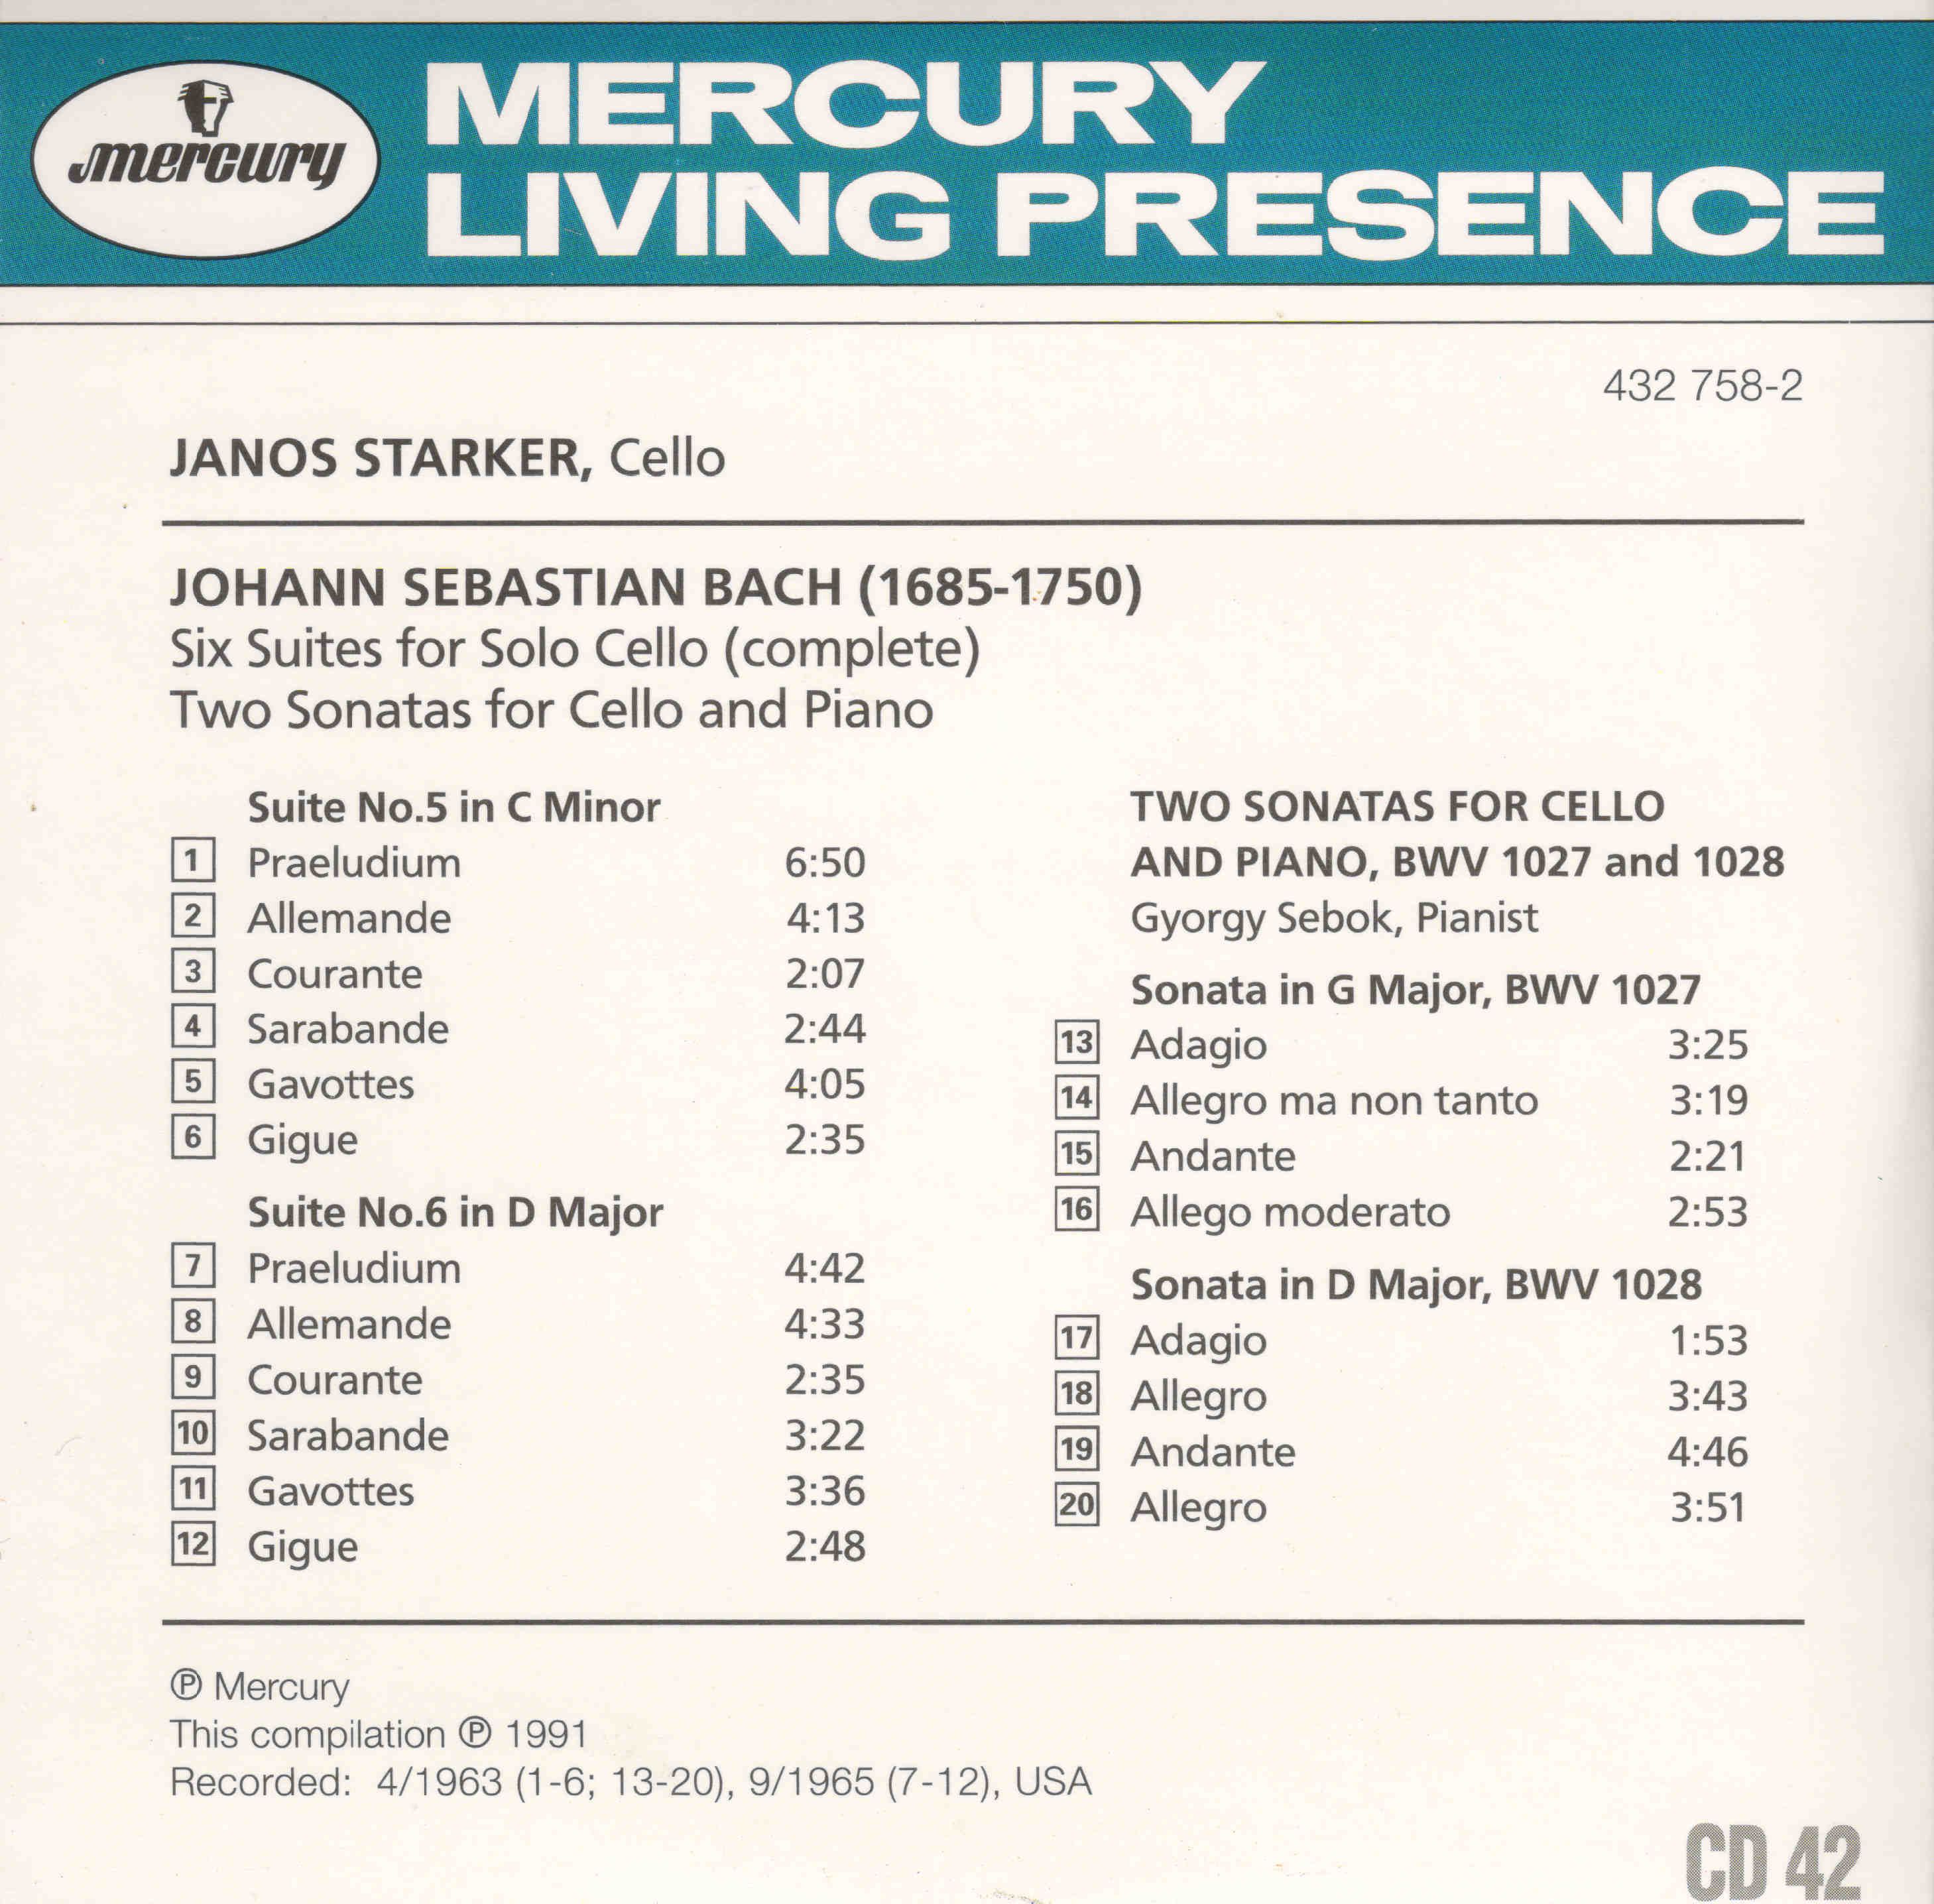 mercury
MERCURY
LIVING PRESENCE
432 758-2
JANOS STARKER, Cello
JOHANN SEBASTIAN BACH (1685-1750)
Six Suites for Solo Cello (complete)
Two Sonatas for Cello and Piano
Suite No.5 in C Minor
1 Praeludium 6:50
2 Allemande 4:13
3 Courante 2:07
4 Sarabande 2:44
5 Gavottes 4:05
6 Gigue 2:35
Suite No.6 in D Major
7 Praeludium 4:42
8 Allemande 4:33
9 Courante 2:35
10 Sarabande 3:22
11 Gavottes 3:36
12 Gigue 2:48
TWO SONATAS FOR CELLO
AND PIANO, BWV 1027 and 1028
Gyorgy Sebok, Pianist
Sonata in G Major, BWV 1027
13 Adagio 3:25
14 Allegro ma non tanto 3:19
15 Andante 2:21
16 Allego moderato 2:53
Sonata in D Major, BWV 1028
17 Adagio 1:53
18 Allegro 3:43
19 Andante 4:46
20 Allegro 3:51
℗ Mercury
This compilation ℗ 1991
Recorded: 4/1963 (1-6; 13-20), 9/1965 (7-12), USA
CD 42